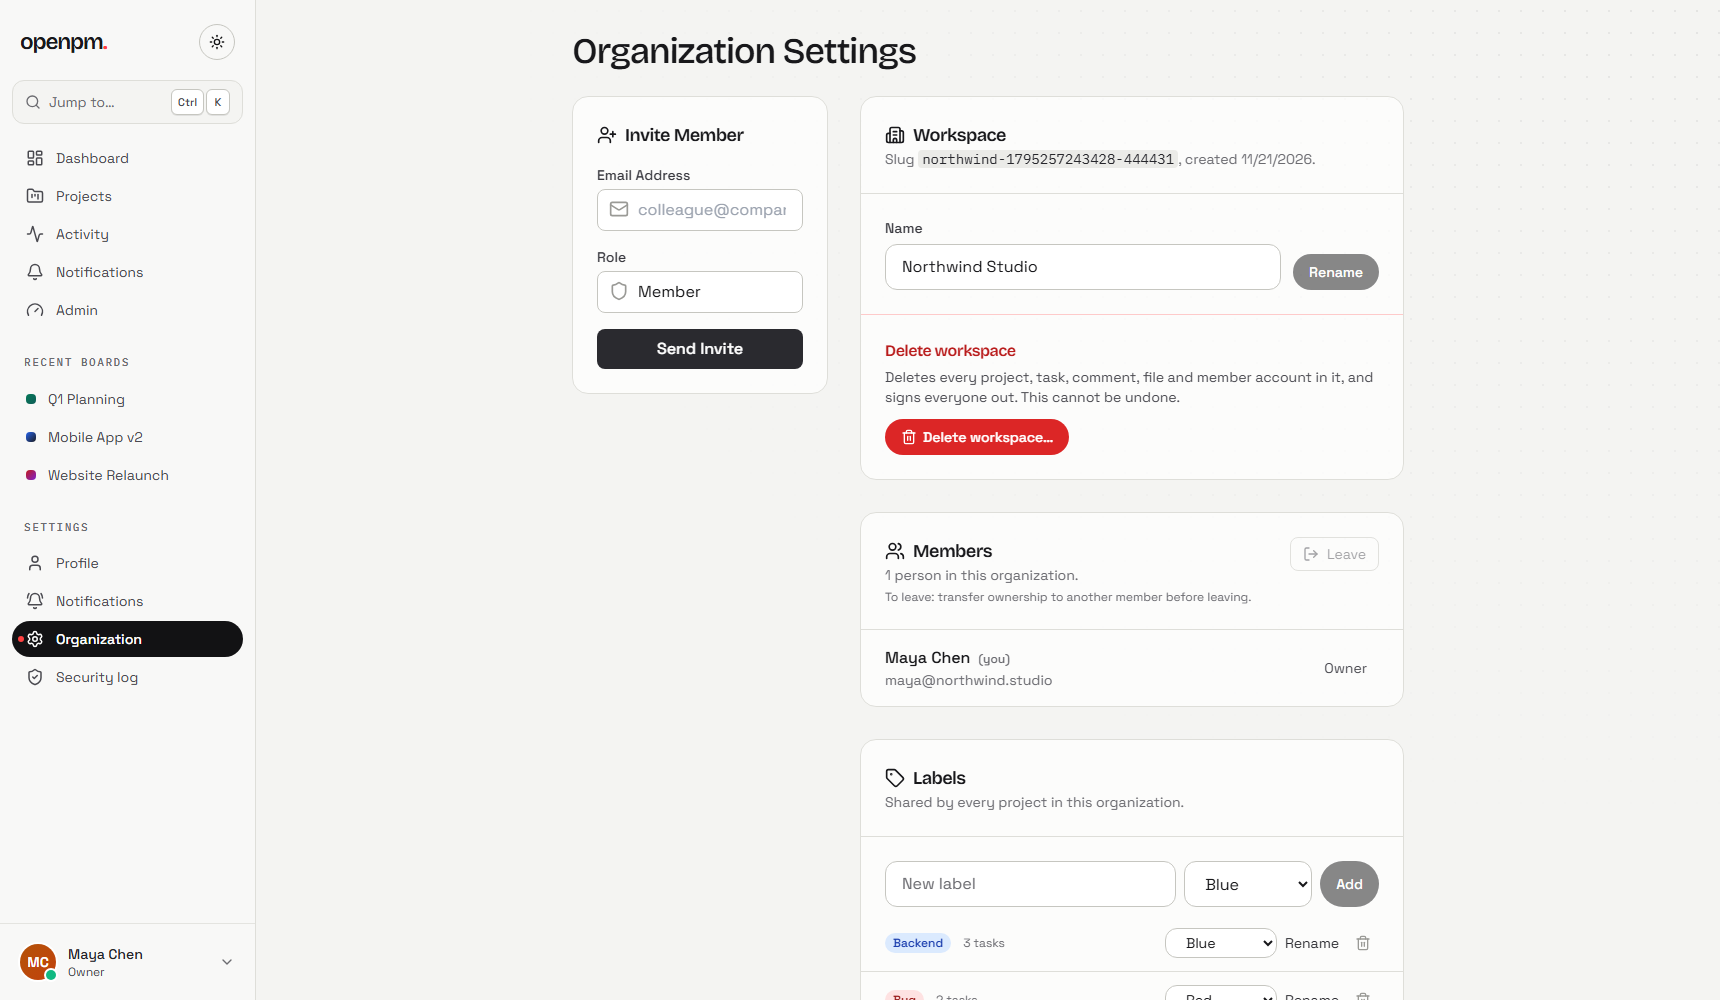 openpm.
Jump to...
Ctrl
K
Dashboard
Projects
Activity
Notifications
Admin
RECENT BOARDS
Q1 Planning
Mobile App v2
Website Relaunch
SETTINGS
Profile
Notifications
Organization
Security log
MC
Maya Chen
Owner
Organization Settings
Invite Member
Email Address
colleague@compar
Role
Member
Send Invite
Workspace
Slug northwind-1795257243428-444431, created 11/21/2026.
Name
Northwind Studio
Rename
Delete workspace
Deletes every project, task, comment, file and member account in it, and
signs everyone out. This cannot be undone.
Delete workspace...
Members
Leave
1 person in this organization.
To leave: transfer ownership to another member before leaving.
Maya Chen (you)
maya@northwind.studio
Owner
Labels
Shared by every project in this organization.
New label
Blue
Add
Backend
3 tasks
Blue
Rename
Bug
2 tasks
Red
Rename